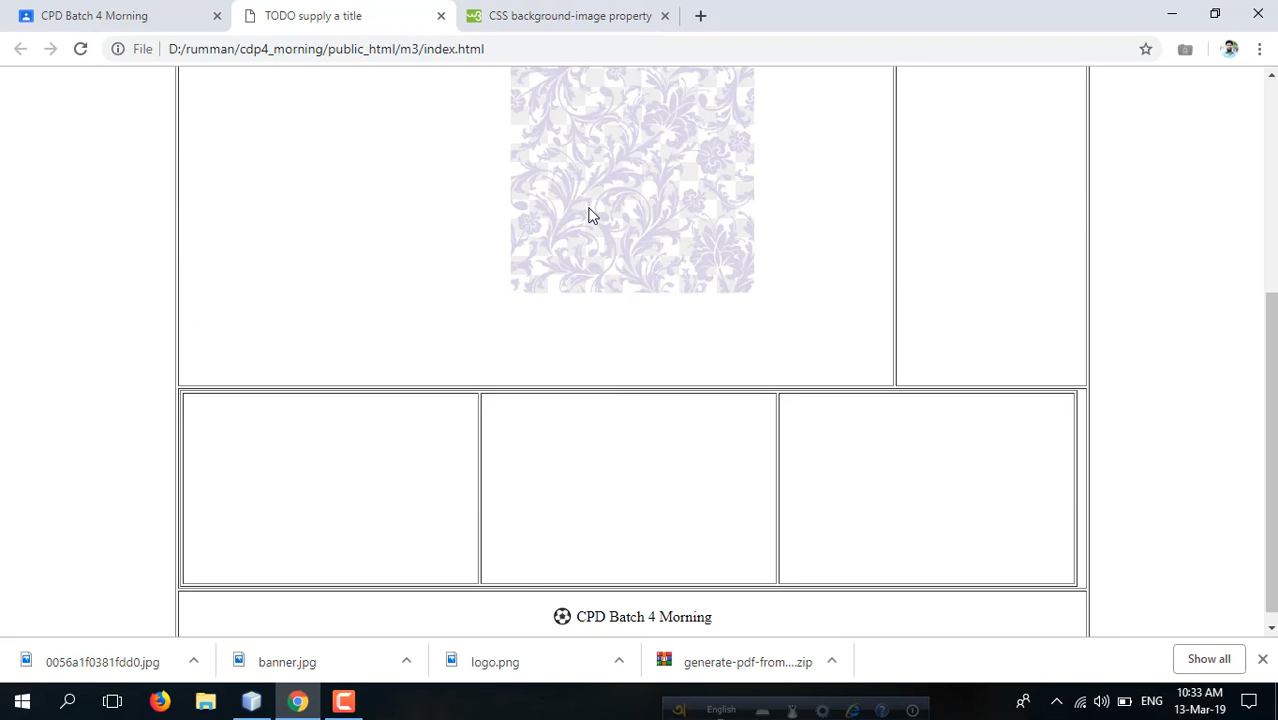 CPD Batch 4 Morning
TODO supply a title
CSS background-image property
File
D:/rumman/cdp4_morning/public_html/m3/index.html
CPD Batch 4 Morning
0056a1f0381fdd0.jpg
banner.jpg
logo.png
generate-pdf-from....zip
Show all
English
ENG
10:33 AM
13-Mar-19